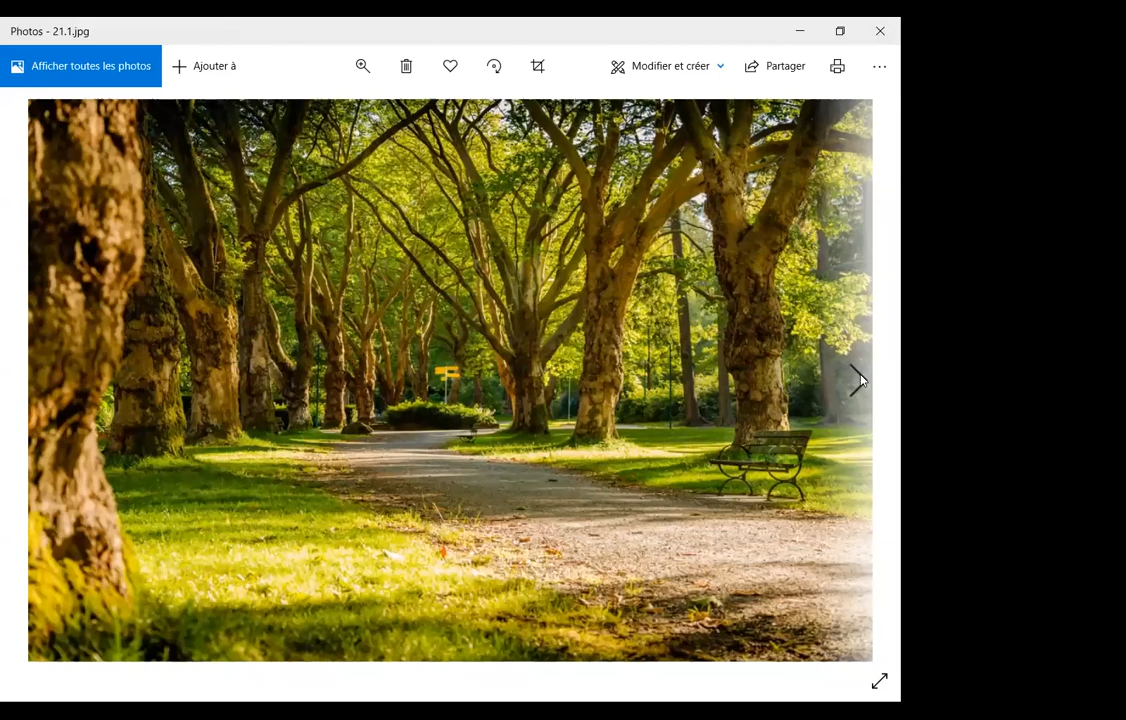 Photos - 21.1.jpg
Afficher toutes les photos
Ajouter à
Modifier et créer
Partager